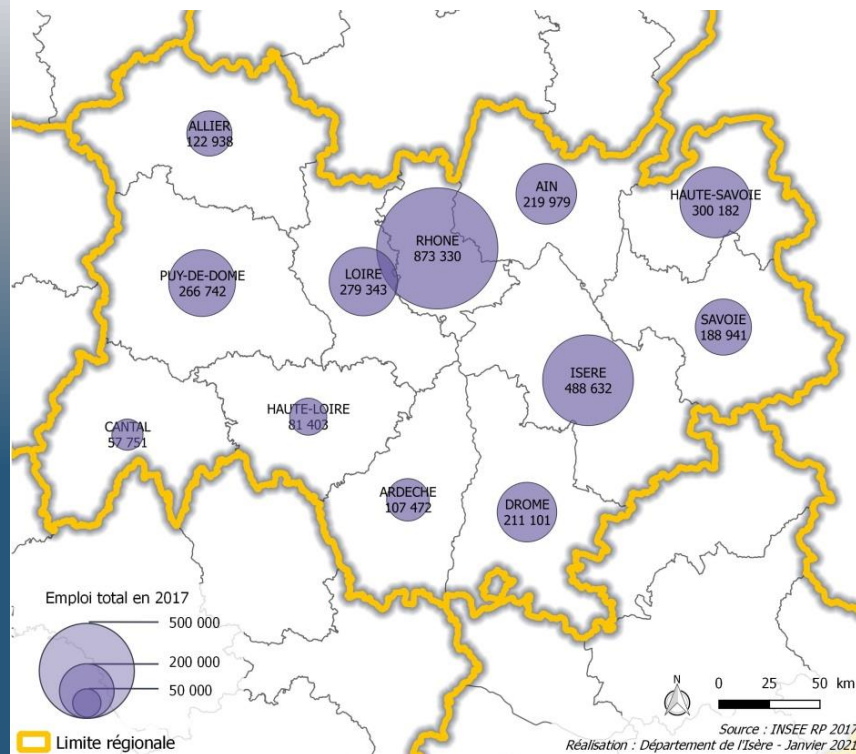 ALLIER
122 938
AIN
219 979
HAUTE-SAVOIE
300 182
RHONE
873 330
PUY-DE-DOME
266 742
LOIRE
279 343
SAVOIE
188 941
ISERE
488 632
HAUTE-LOIRE
81 403
CANTAL
57 751
ARDECHE
107 472
DROME
211 101
Emploi total en 2017
500 000
200 000
50 000
Limite régionale
N
0 25 50 km
Source : INSEE RP 2017
Réalisation : Département de l'Isère - Janvier 2021